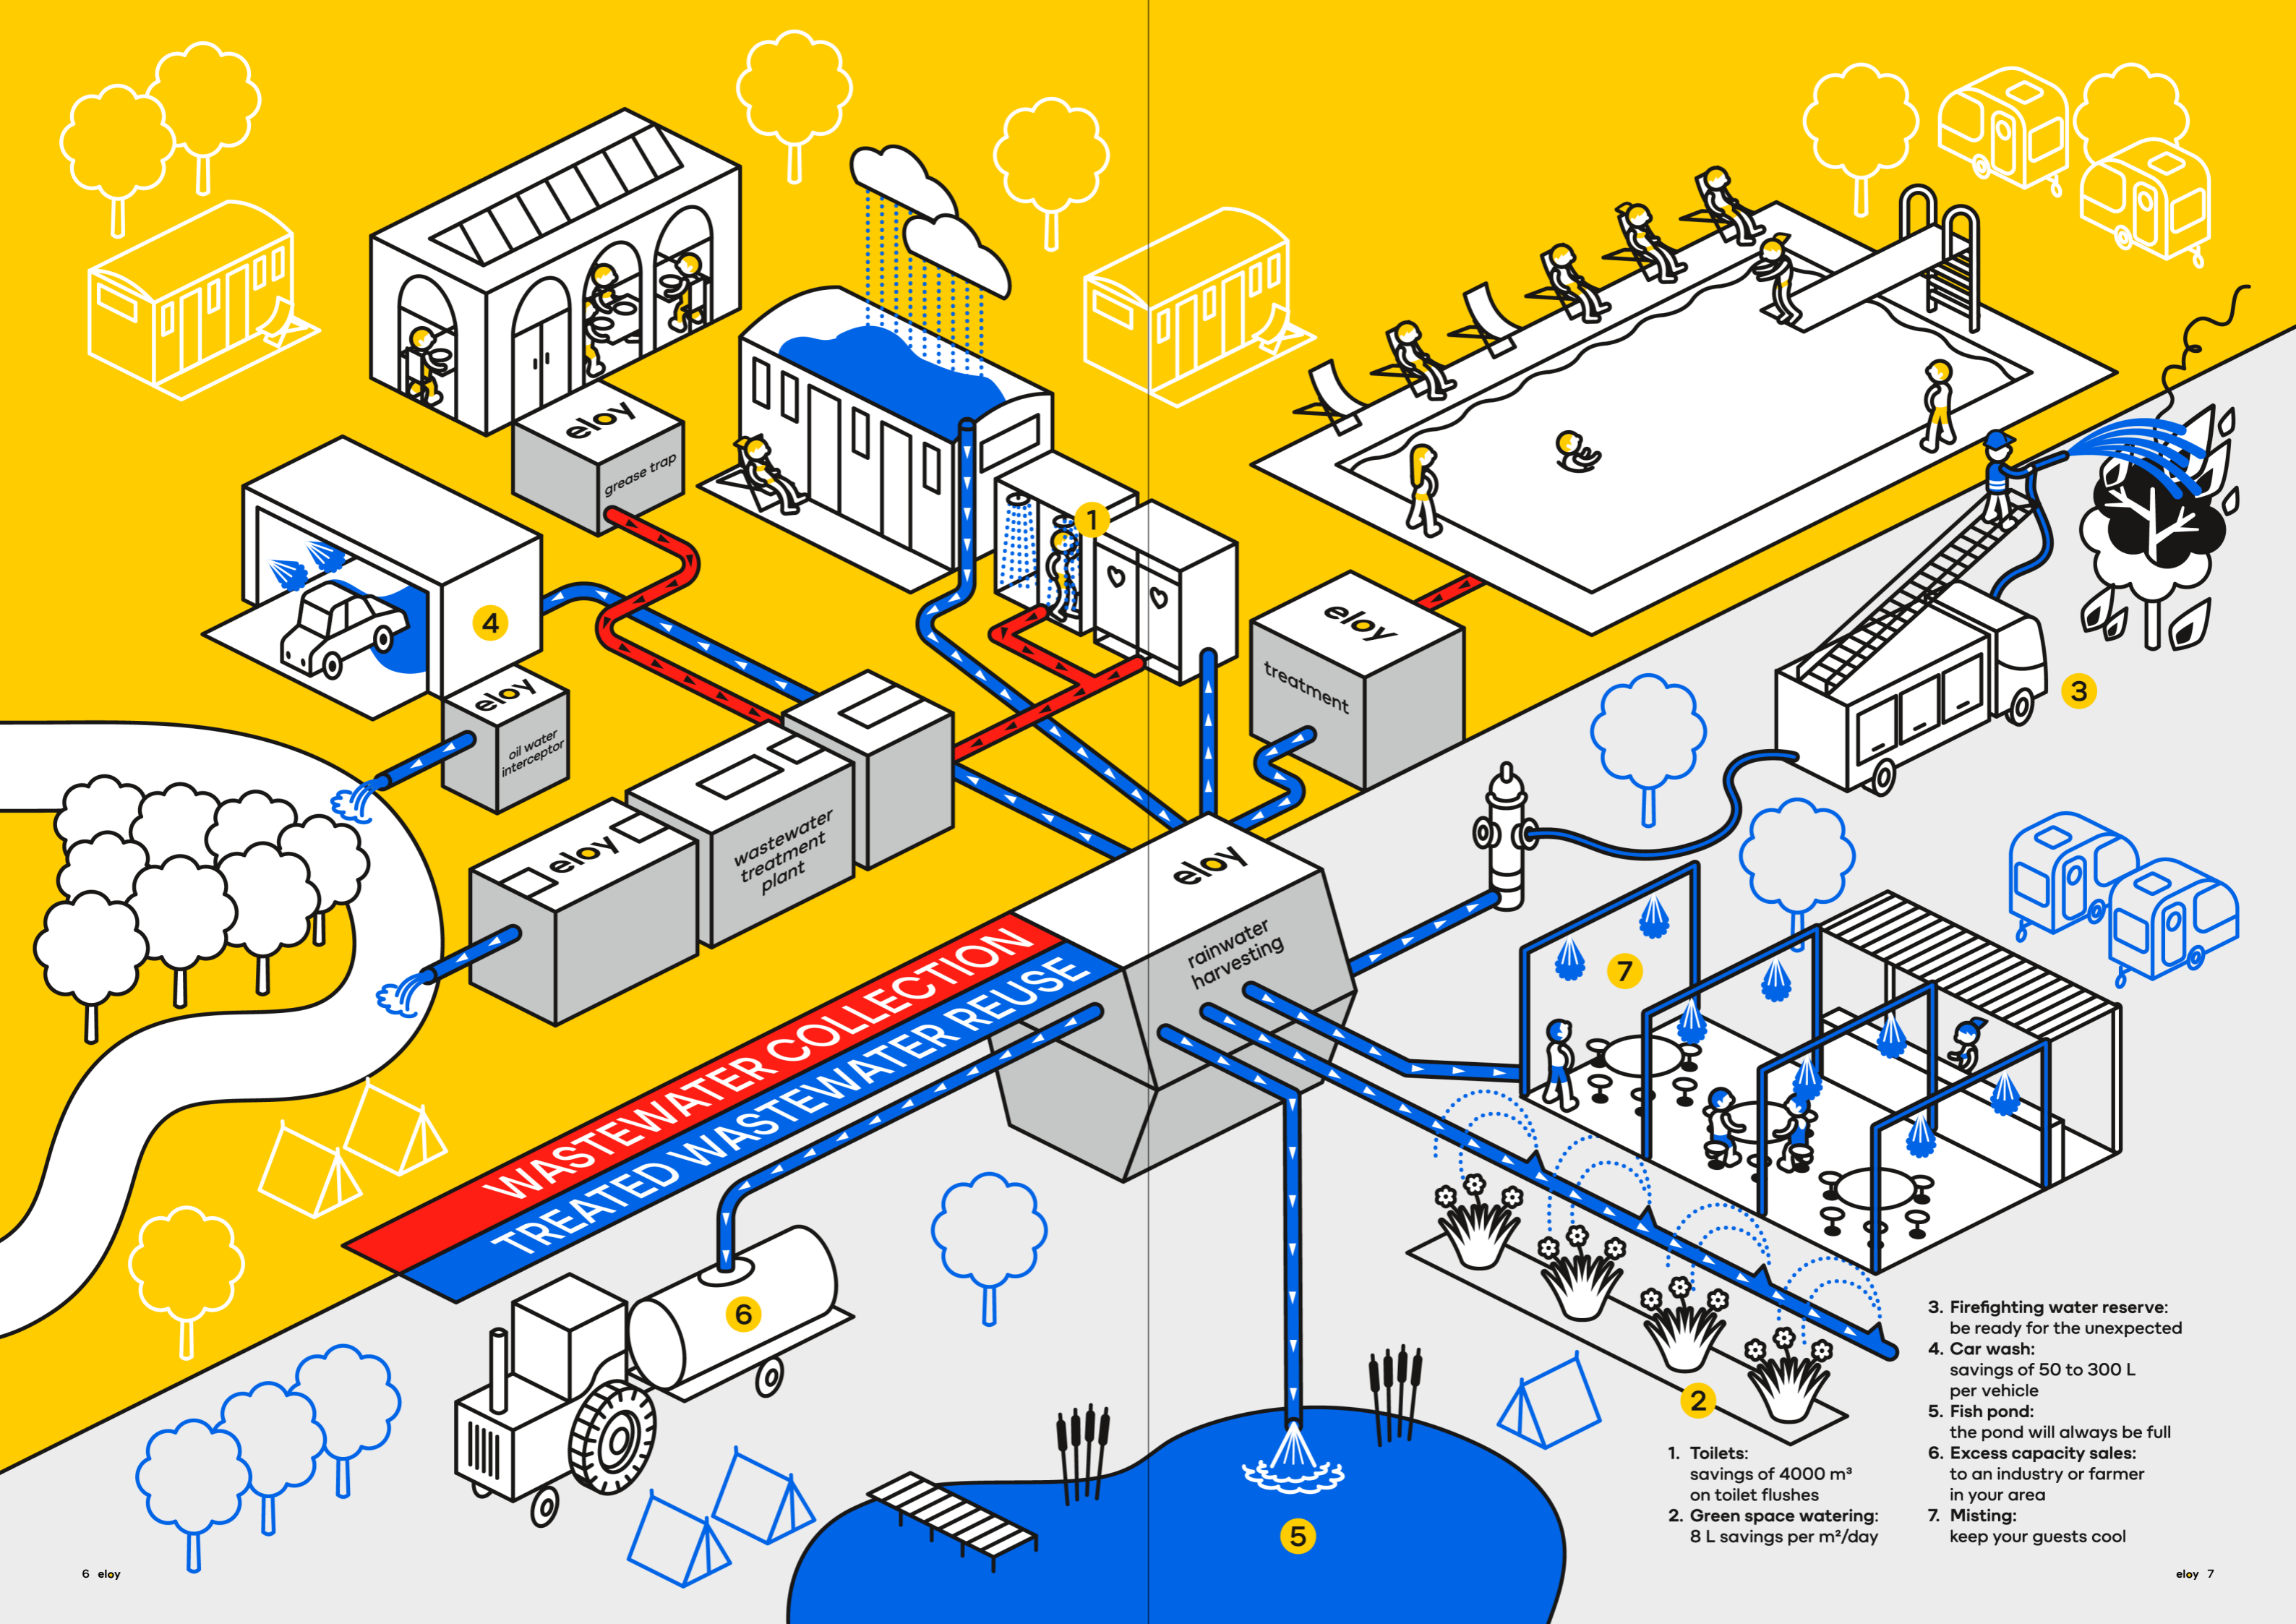 eloy
grease trap
1
4
eloy
oil water
interceptor
eloy
treatment
3
eloy
wastewater
treatment
plant
eloy
rainwater
harvesting
7
WASTEWATER COLLECTION
TREATED WASTEWATER REUSE
6
2
5
1. Toilets:
savings of 4000 m³
on toilet flushes
2. Green space watering:
8 L savings per m²/day
3. Firefighting water reserve:
be ready for the unexpected
4. Car wash:
savings of 50 to 300 L
per vehicle
5. Fish pond:
the pond will always be full
6. Excess capacity sales:
to an industry or farmer
in your area
7. Misting:
keep your guests cool
6 eloy
eloy 7